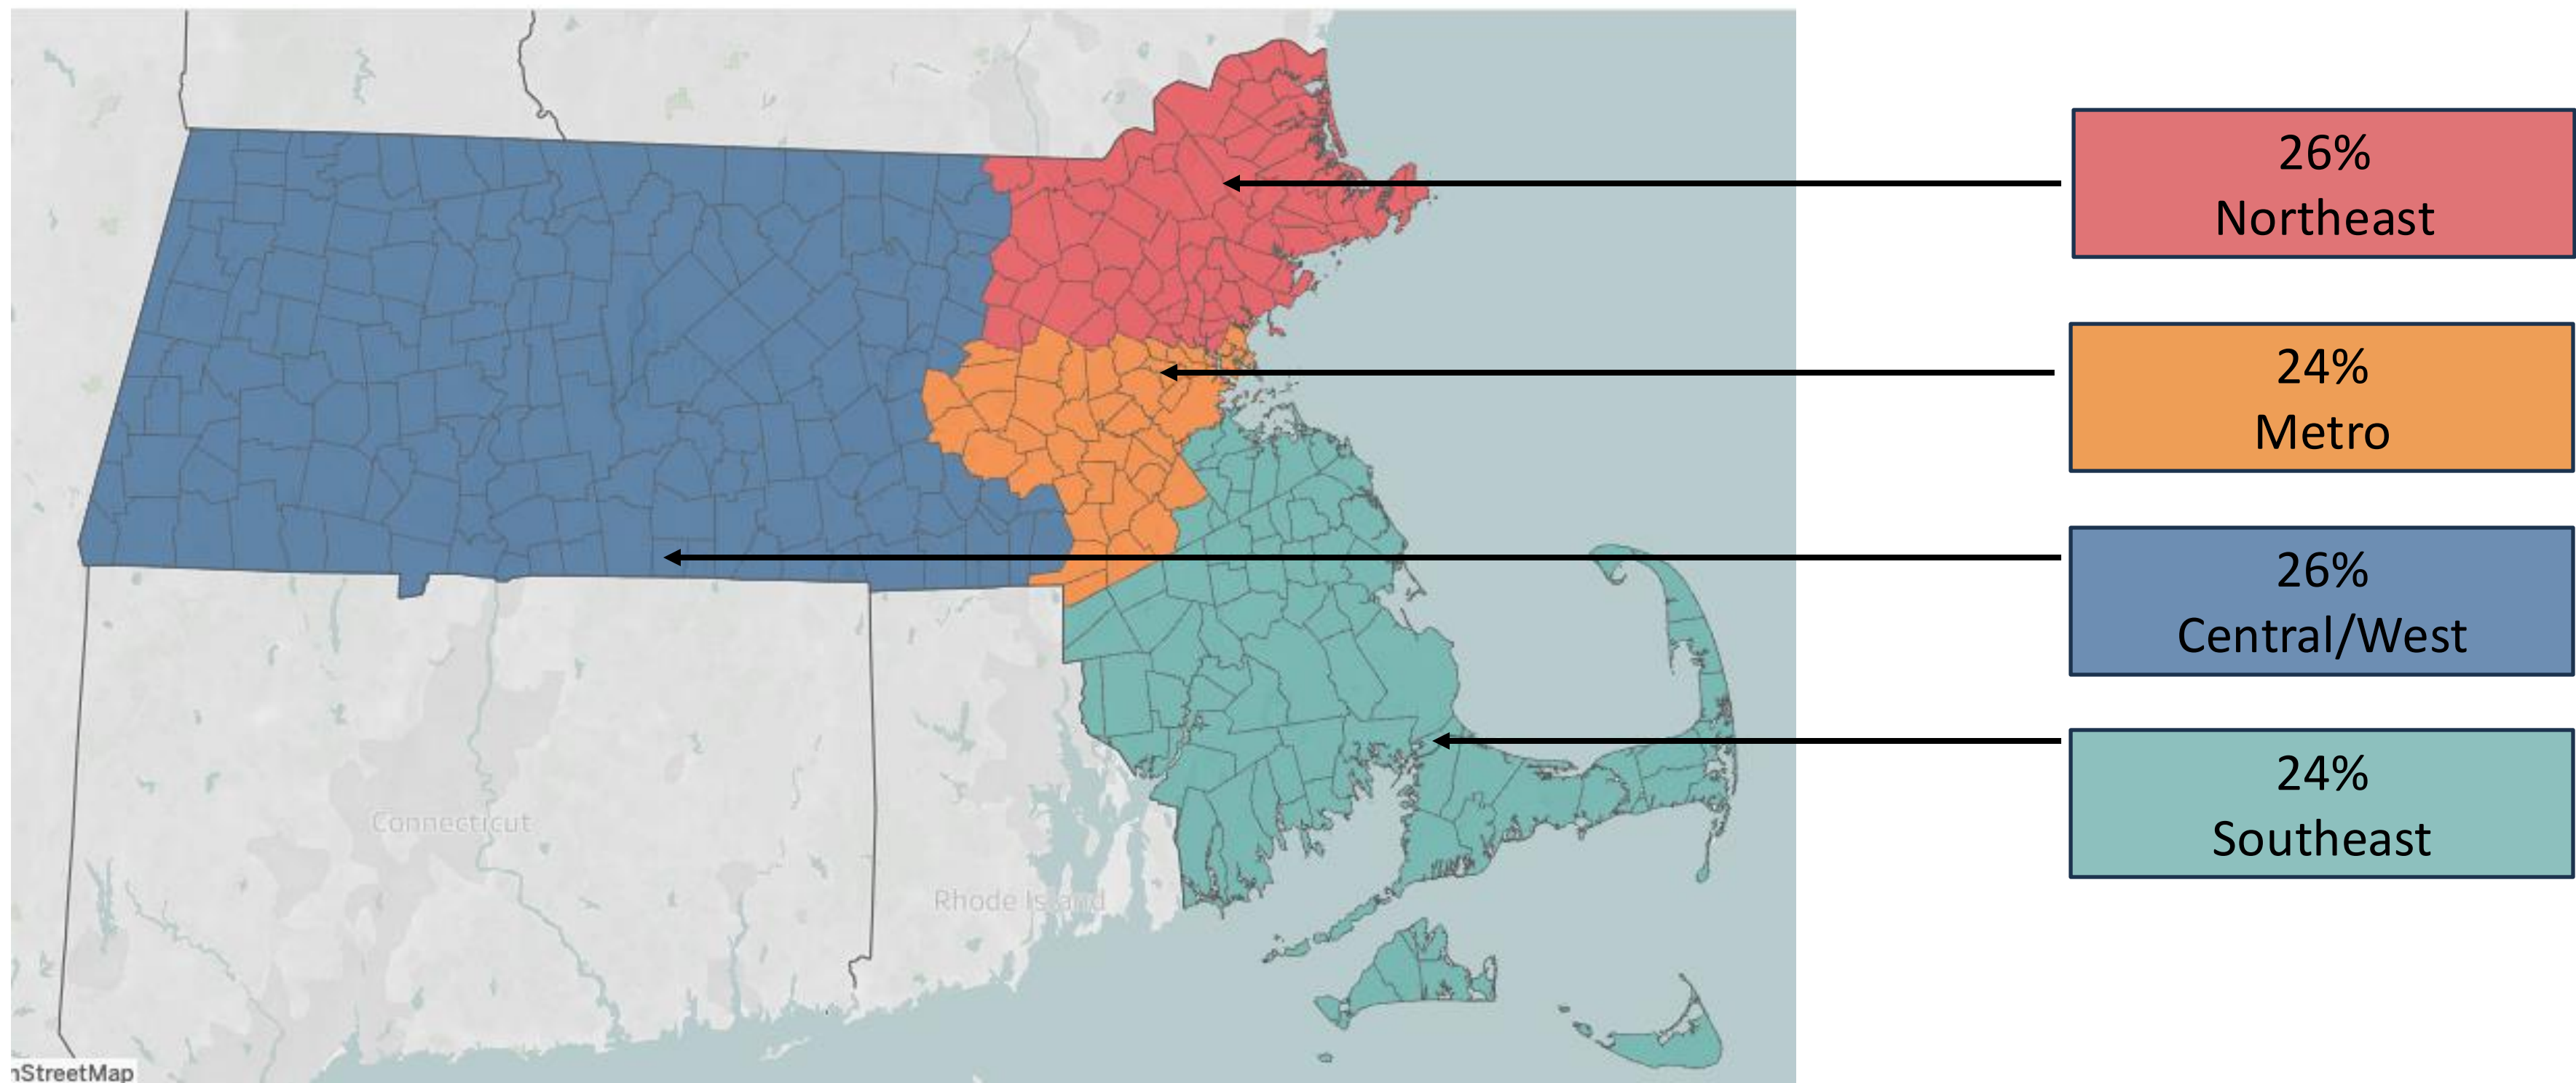 26%
Northeast
24%
Metro
26%
Central/West
24%
Southeast
Connecticut
Rhode Island
nStreetMap